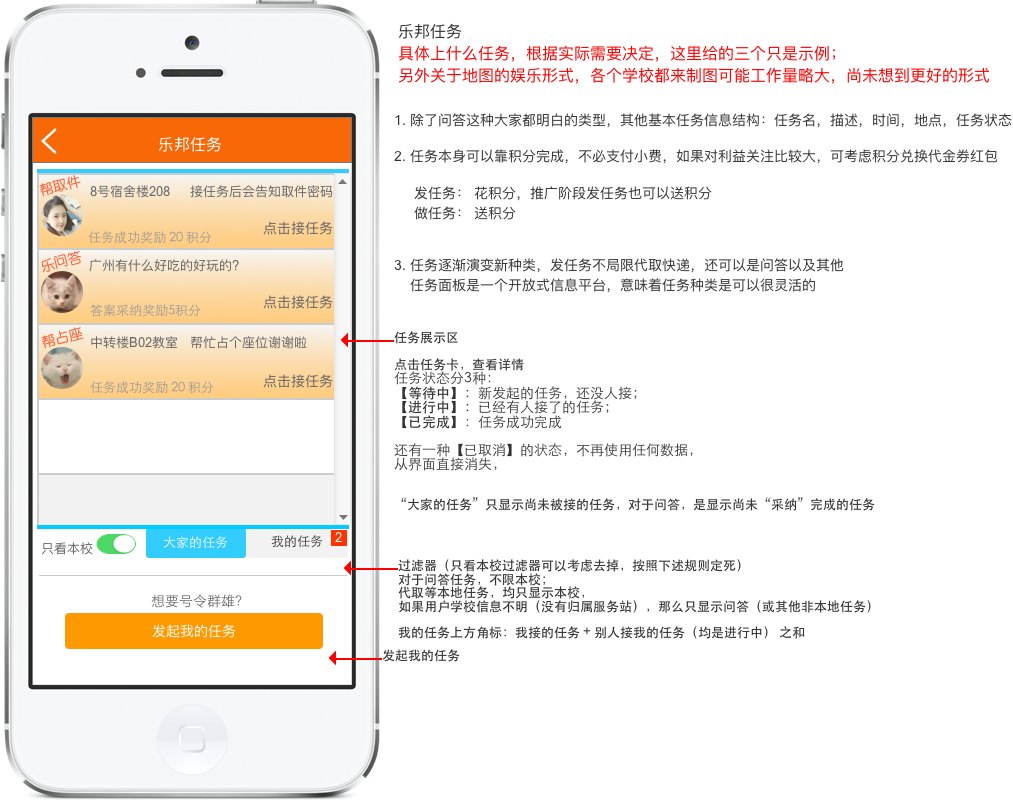 乐邦任务
帮取件
8号宿舍楼208 接任务后会告知取件密码
点击接任务
任务成功奖励 20 积分
乐问答
广州有什么好吃的好玩的?
点击接任务
答案采纳奖励5积分
帮占座
中转楼B02教室 帮忙占个座位谢谢啦
点击接任务
任务成功奖励 20 积分
只看本校
大家的任务
我的任务
2
想要号令群雄?
发起我的任务
乐邦任务
具体上什么任务，根据实际需要决定，这里给的三个只是示例；
另外关于地图的娱乐形式，各个学校都来制图可能工作量略大，尚未想到更好的形式
1. 除了问答这种大家都明白的类型，其他基本任务信息结构：任务名，描述，时间，地点，任务状态
2. 任务本身可以靠积分完成，不必支付小费，如果对利益关注比较大，可考虑积分兑换代金券红包
发任务： 花积分，推广阶段发任务也可以送积分
做任务： 送积分
3. 任务逐渐演变新种类，发任务不局限代取快递，还可以是问答以及其他
任务面板是一个开放式信息平台，意味着任务种类是可以很灵活的
任务展示区
点击任务卡，查看详情
任务状态分3种：
【等待中】：新发起的任务，还没人接；
【进行中】：已经有人接了的任务；
【已完成】：任务成功完成
还有一种【已取消】的状态，不再使用任何数据，
从界面直接消失，
“大家的任务”只显示尚未被接的任务，对于问答，是显示尚未“采纳”完成的任务
过滤器（只看本校过滤器可以考虑去掉，按照下述规则定死）
对于问答任务，不限本校；
代取等本地任务，均只显示本校，
如果用户学校信息不明（没有归属服务站），那么只显示问答（或其他非本地任务）
我的任务上方角标：我接的任务 + 别人接我的任务（均是进行中） 之和
发起我的任务